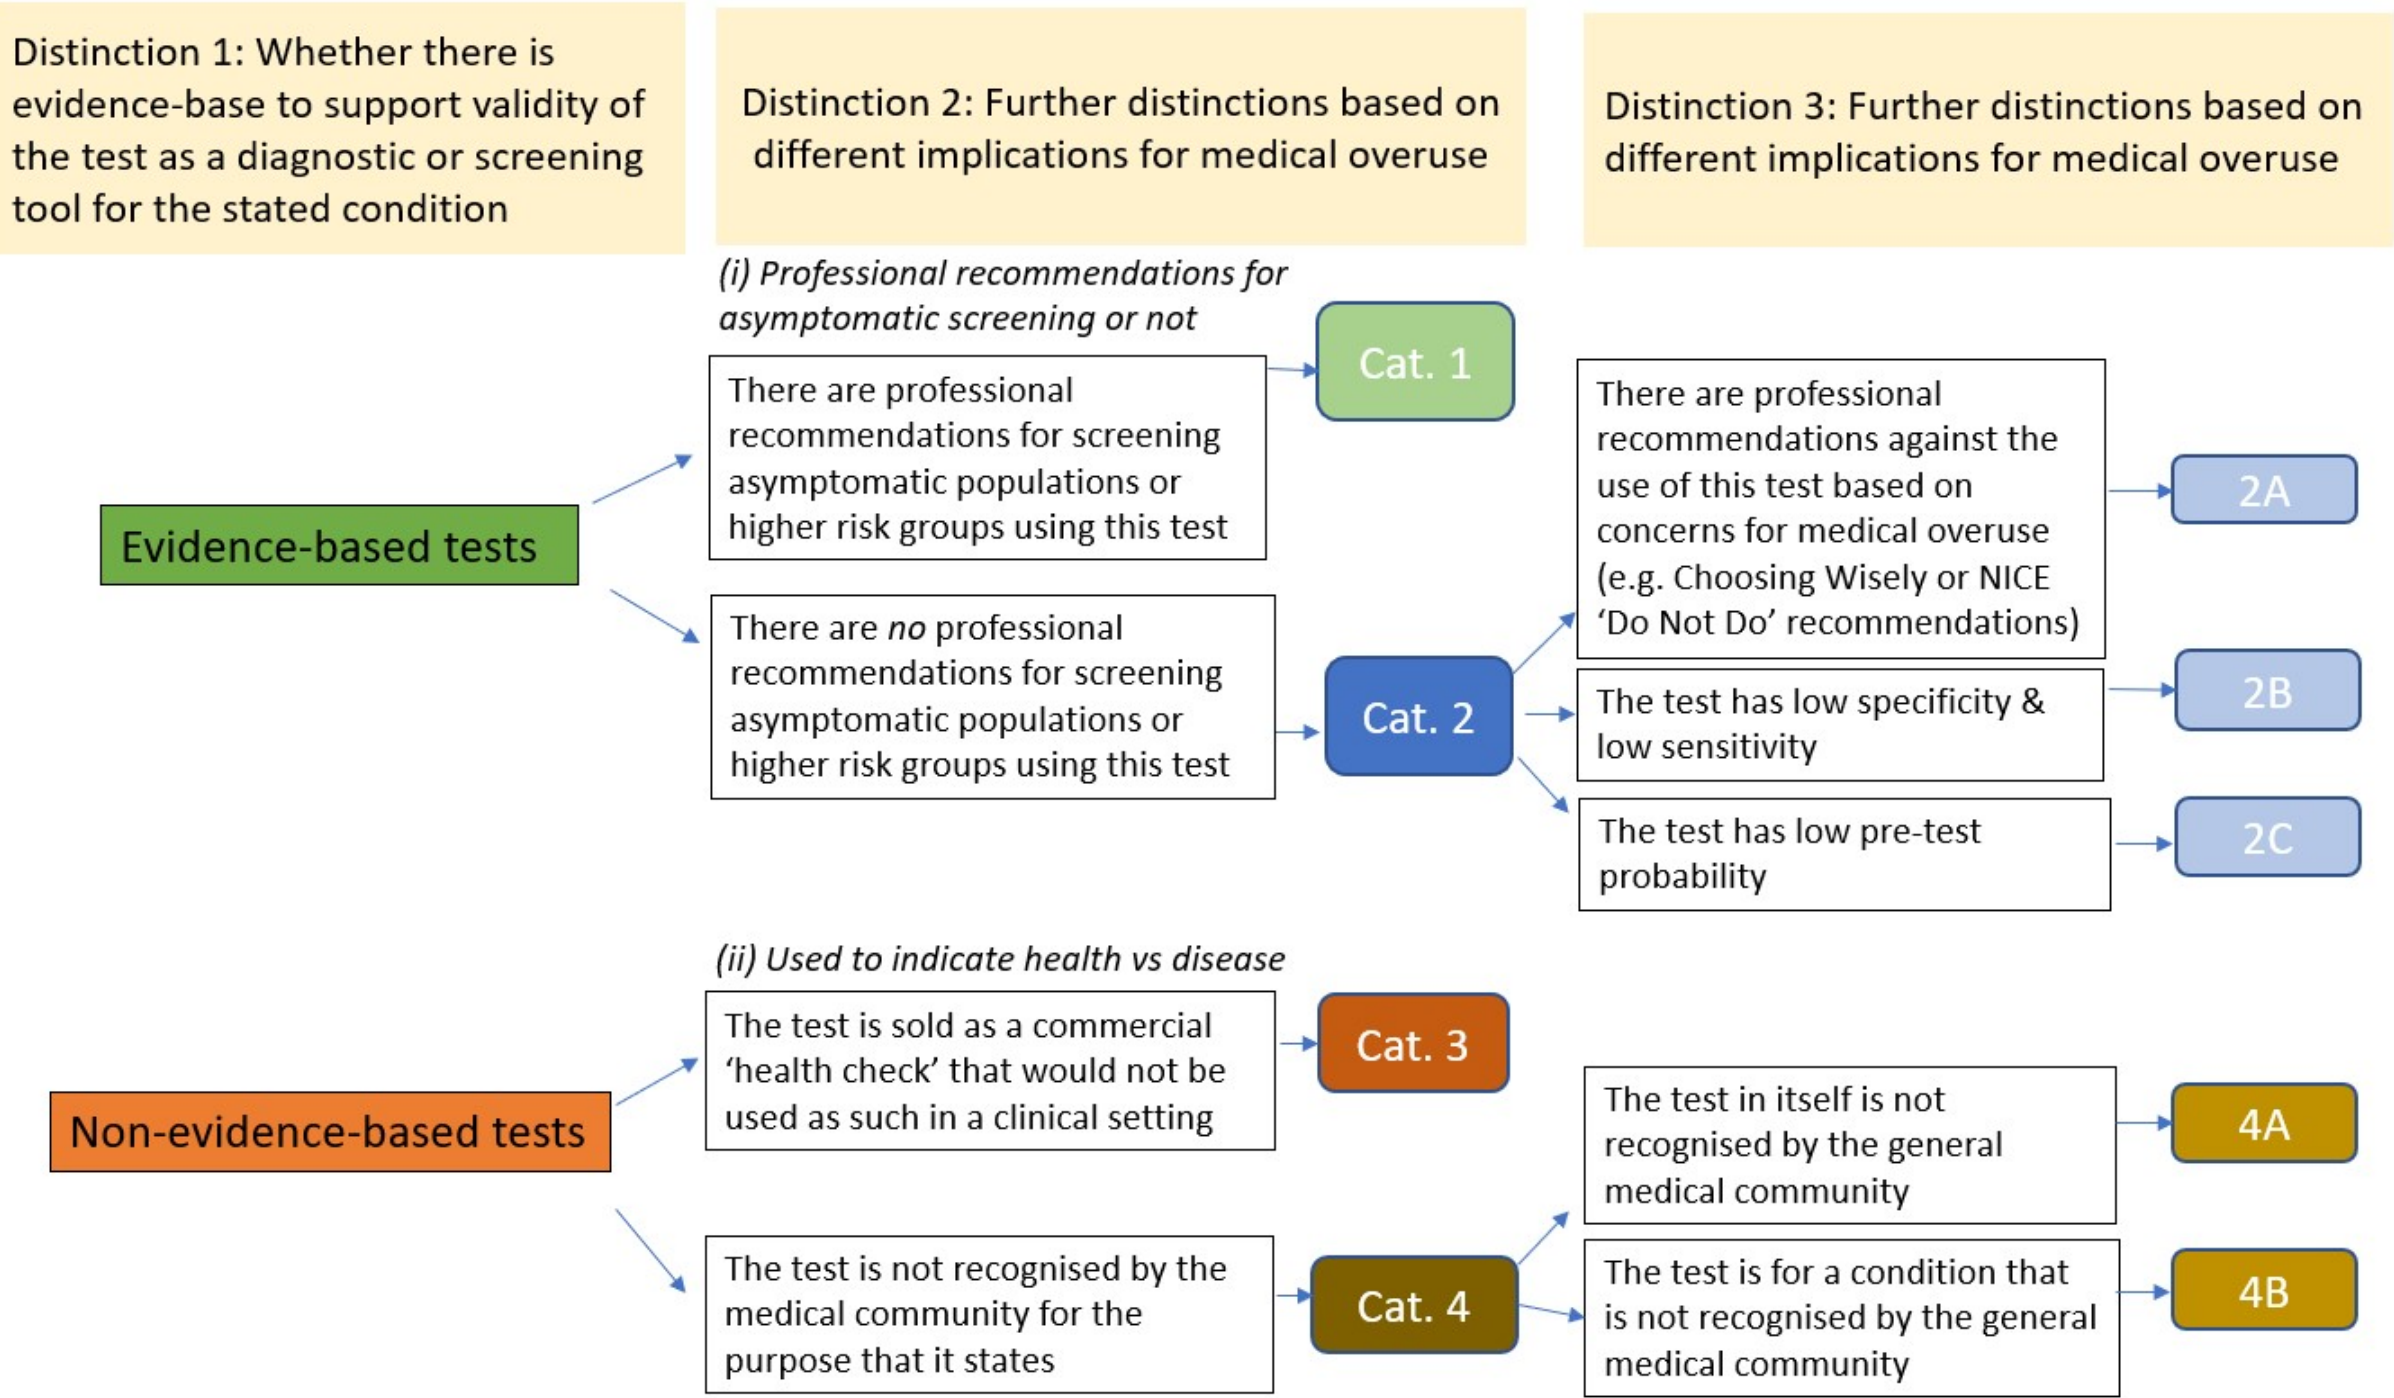 Distinction 1: Whether there is
evidence-base to support validity of
the test as a diagnostic or screening
tool for the stated condition
Distinction 2: Further distinctions based on
different implications for medical overuse
Distinction 3: Further distinctions based on
different implications for medical overuse
(i) Professional recommendations for
asymptomatic screening or not
Evidence-based tests
There are professional
recommendations for screening
asymptomatic populations or
higher risk groups using this test
Cat. 1
There are no professional
recommendations for screening
asymptomatic populations or
higher risk groups using this test
Cat. 2
There are professional
recommendations against the
use of this test based on
concerns for medical overuse
(e.g. Choosing Wisely or NICE
‘Do Not Do’ recommendations)
2A
The test has low specificity &
low sensitivity
2B
The test has low pre-test
probability
2C
(ii) Used to indicate health vs disease
Non-evidence-based tests
The test is sold as a commercial
‘health check’ that would not be
used as such in a clinical setting
Cat. 3
The test is not recognised by the
medical community for the
purpose that it states
Cat. 4
The test in itself is not
recognised by the general
medical community
4A
The test is for a condition that
is not recognised by the general
medical community
4B